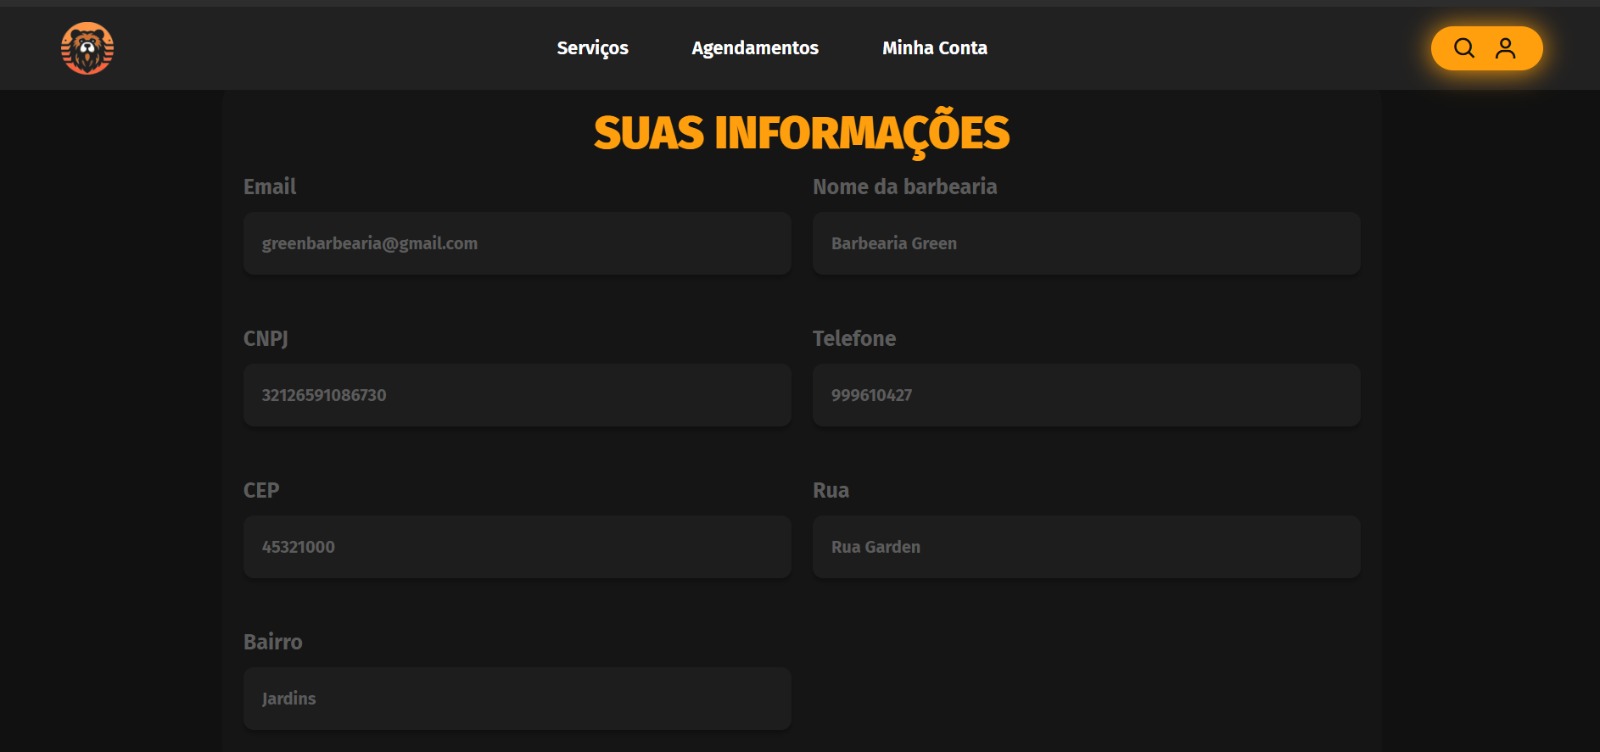 Serviços Agendamentos Minha Conta
SUAS INFORMAÇÕES
Email Nome da barbearia
greenbarbearia@gmail.com Barbearia Green
CNPJ Telefone
32126591086730 999610427
CEP Rua
45321000 Rua Garden
Bairro
Jardins